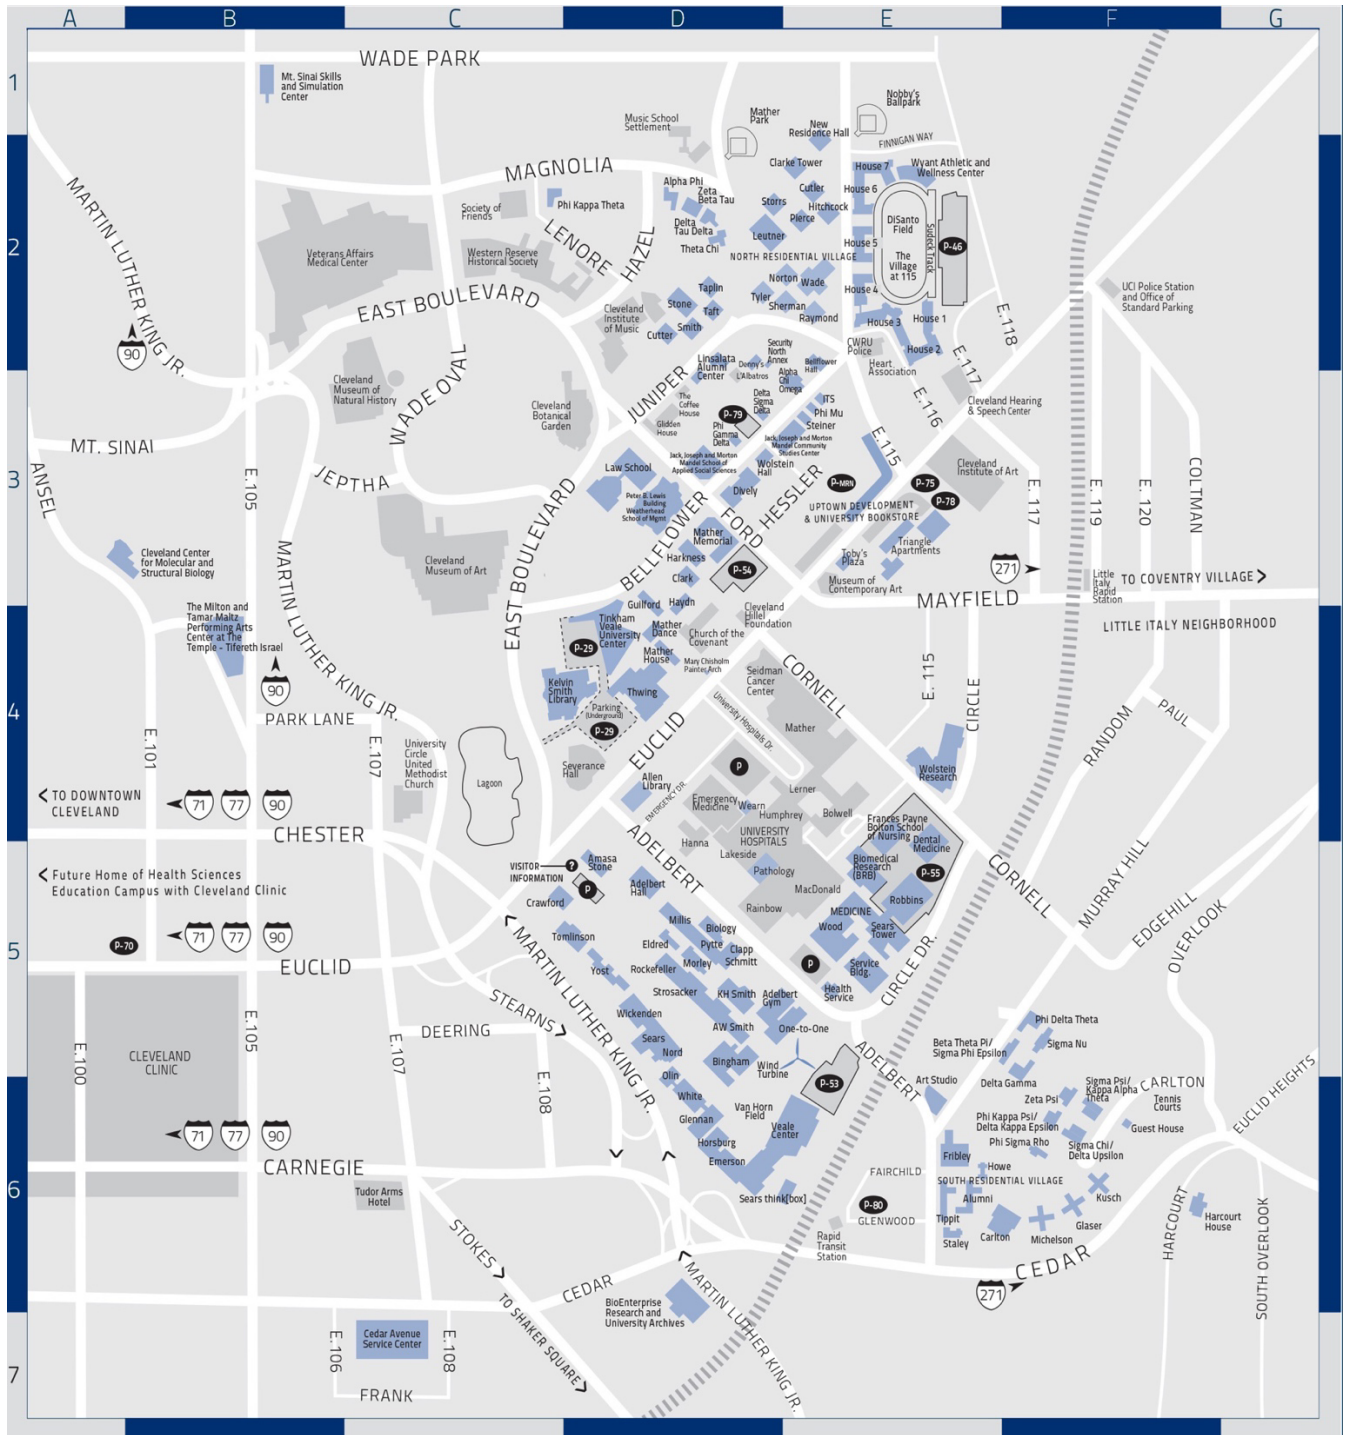 A
B
C
D
E
F
G
1
2
3
4
5
6
7
WADE PARK
Mt. Sinai Skills
and Simulation
Center
Music School
Settlement
Mather
Park
New
Residence Hall
Nobby's
Ballpark
FINNIGAN WAY
Clarke Tower
House 7
Wyant Athletic and
Wellness Center
MAGNOLIA
MARTIN LUTHER KING JR.
Alpha Phi
Zeta
Beta Tau
Phi Kappa Theta
Society of
Friends
Cutler
House 6
Storrs
Hitchcock
Pierce
DiSanto
Field
Sudeck Track
P-46
Delta
Tau Delta
Theta Chi
Leutner
House 5
The
Village
at 115
LENORE
HAZEL
Veterans Affairs
Medical Center
Western Reserve
Historical Society
NORTH RESIDENTIAL VILLAGE
Norton
Wade
House 4
Taplin
Tyler
Sherman
Stone
Taft
Raymond
House 3
House 1
House 2
EAST BOULEVARD
Cleveland
Institute
of Music
Smith
Cutter
UCI Police Station
and Office of
Standard Parking
E.118
E.117
E.116
90
CWRU
Police
Heart
Association
Security
North
Annex
Linsalata
Alumni
Center
Denny's
L'Albatros
Bellflower
Hall
Alpha
Chi
Omega
Cleveland
Museum of
Natural History
WADE OVAL
JUNIPER
The
Coffee
House
P-79
Delta
Sigma
Delta
ITS
Phi Mu
Steiner
Cleveland Hearing
& Speech Center
Cleveland
Botanical
Garden
Glidden
House
Phi
Gamma
Delta
Jack, Joseph and Morton
Mandel Community
Studies Center
E.115
MT. SINAI
Jack, Joseph and Morton
Mandel School of
Applied Social Sciences
Wolstein
Hall
Law School
Cleveland
Institute of Art
ANSEL
E.105
JEPTHA
Dively
HESSLER
P-MRN
P-75
P-78
E.117
E.119
E.120
COLTMAN
Peter B. Lewis
Building
Weatherhead
School of Mgmt
FORD
UPTOWN DEVELOPMENT
& UNIVERSITY BOOKSTORE
BELLFLOWER
Mather
Memorial
Triangle
Apartments
Toby's
Plaza
Harkness
P-54
Clark
Museum of
Contemporary Art
271
Little
Italy
Rapid
Station
TO COVENTRY VILLAGE
Cleveland Center
for Molecular and
Structural Biology
Cleveland
Museum of Art
EAST BOULEVARD
MARTIN LUTHER KING JR.
MAYFIELD
LITTLE ITALY NEIGHBORHOOD
The Milton and
Tamar Maltz
Performing Arts
Center at The
Temple - Tifereth Israel
Guilford
Haydn
Tinkham
Veale
University
Center
Mather
Dance
Cleveland
Hillel
Foundation
Church of the
Covenant
P-29
Mather
House
Mary Chisholm
Painter Arch
Seidman
Cancer
Center
CORNELL
E.115
CIRCLE
90
Kelvin
Smith
Library
Thwing
Parking
(Underground)
P-29
University Hospitals Dr.
Mather
PARK LANE
E.101
E.107
RANDOM
PAUL
EUCLID
University
Circle
United
Methodist
Church
Severance
Hall
P
Lagoon
Allen
Library
Wolstein
Research
EMERGENCY DR.
Lerner
TO DOWNTOWN
CLEVELAND
71
77
90
Emergency
Medicine
Wearn
Humphrey
Bolwell
CHESTER
ADELBERT
Hanna
UNIVERSITY
HOSPITALS
Lakeside
Frances Payne
Bolton School
of Nursing
Dental
Medicine
Future Home of Health Sciences
Education Campus with Cleveland Clinic
VISITOR
INFORMATION
?
Amasa
Stone
P
Adelbert
Hall
Pathology
Biomedical
Research
(BRB)
P-55
CORNELL
MURRAY HILL
MacDonald
Robbins
Crawford
Rainbow
MEDICINE
Millis
Biology
Wood
Sears
Tower
EDGEHILL
OVERLOOK
P-70
71
77
90
Tomlinson
Eldred
Pytte
Clapp
Schmitt
P
EUCLID
Yost
Rockefeller
Morley
Service
Bldg.
CIRCLE DR.
Strosacker
KH Smith
Adelbert
Gym
Health
Service
STEARNS
MARTIN LUTHER KING JR.
Wickenden
AW Smith
One-to-One
Phi Delta Theta
DEERING
Sears
Nord
Bingham
Wind
Turbine
ADELBERT
Beta Theta Pi/
Sigma Phi Epsilon
Sigma Nu
E.100
CLEVELAND
CLINIC
E.105
E.107
E.108
Olin
P-53
Art Studio
Delta Gamma
Sigma Psi/
Kappa Alpha
Theta
CARLTON
EUCLID HEIGHTS
White
Zeta Psi
Tennis
Courts
Van Horn
Field
Glennan
Veale
Center
Phi Kappa Psi/
Delta Kappa Epsilon
Guest House
71
77
90
Horsburg
Phi Sigma Rho
Sigma Chi/
Delta Upsilon
Emerson
Fribley
CARNEGIE
FAIRCHILD
Howe
SOUTH RESIDENTIAL VILLAGE
Tudor Arms
Hotel
Sears think[box]
P-80
Alumni
Kusch
GLENWOOD
Tippit
Glaser
Harcourt
House
HARCOURT
SOUTH OVERLOOK
STOKES
Rapid
Transit
Station
Staley
Carlton
Michelson
CEDAR
271
CEDAR
TO SHAKER SQUARE
MARTIN LUTHER KING JR.
BioEnterprise
Research and
University Archives
Cedar Avenue
Service Center
E.106
E.108
FRANK